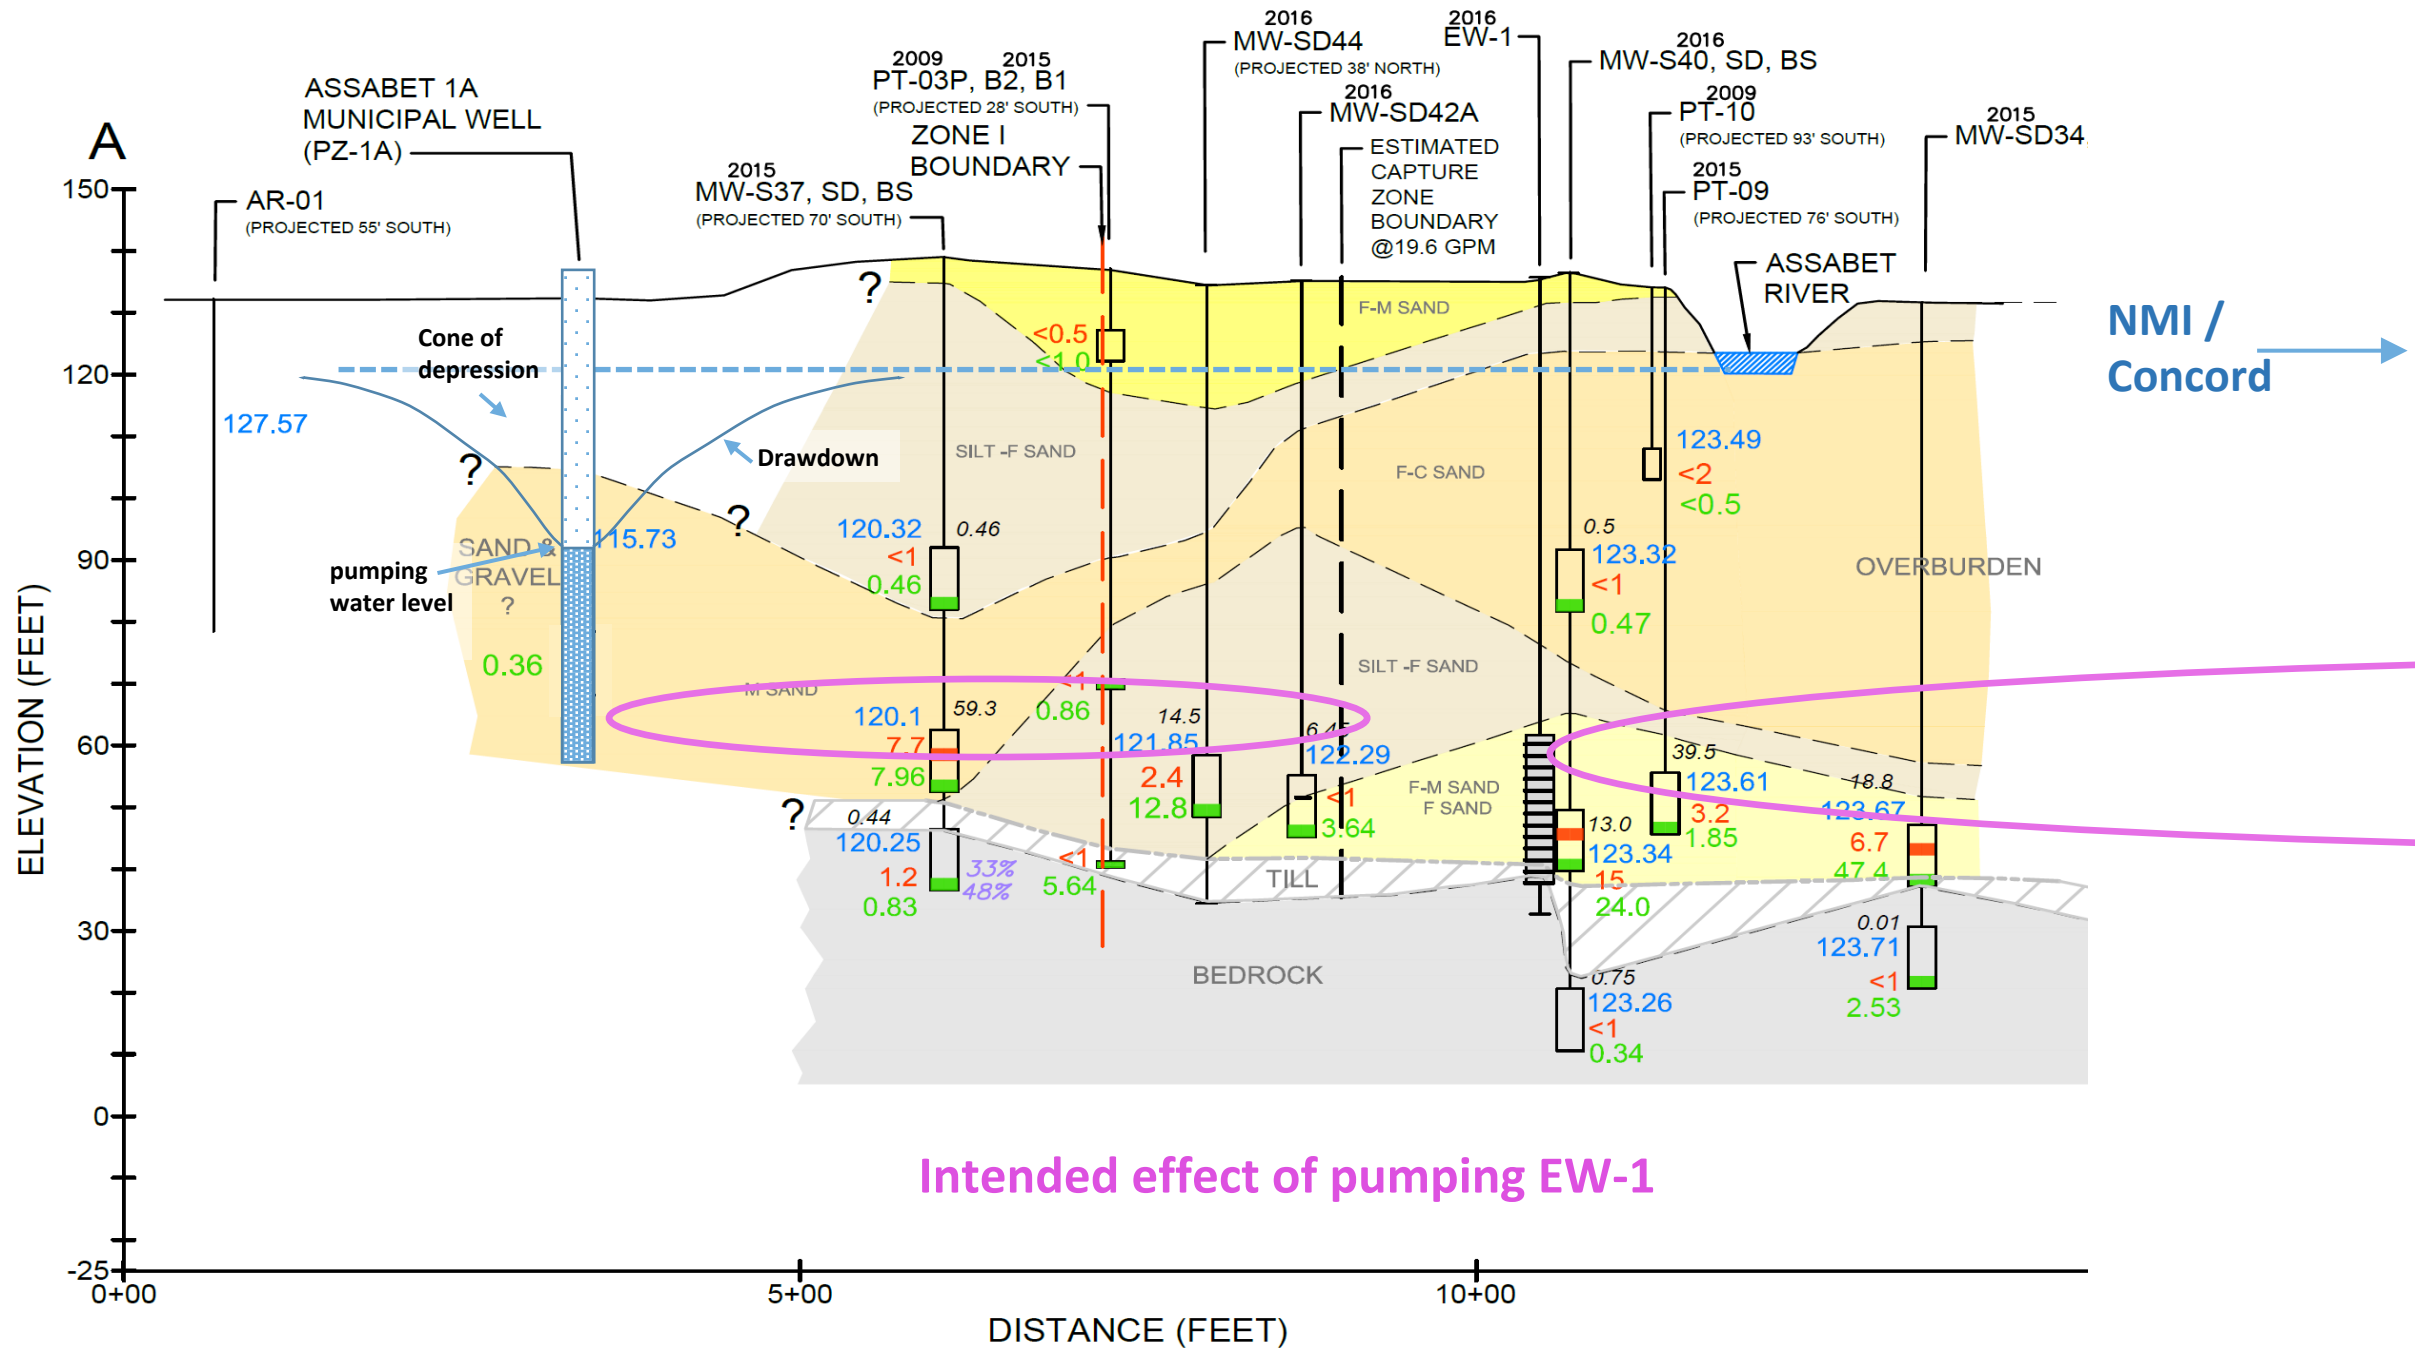 A
AR-01
(PROJECTED 55' SOUTH)
ASSABET 1A
MUNICIPAL WELL
(PZ-1A)
2015
MW-S37, SD, BS
(PROJECTED 70' SOUTH)
2009 2015
PT-03P, B2, B1
(PROJECTED 28' SOUTH)
ZONE I
BOUNDARY
2016
MW-SD44
(PROJECTED 38' NORTH)
2016
MW-SD42A
ESTIMATED
CAPTURE
ZONE
BOUNDARY
@19.6 GPM
2016
EW-1
2016
MW-S40, SD, BS
2009
PT-10
(PROJECTED 93' SOUTH)
2015
PT-09
(PROJECTED 76' SOUTH)
ASSABET
RIVER
2015
MW-SD34
NMI /
Concord
ELEVATION (FEET)
150
120
90
60
30
0
-25
0+00
5+00
10+00
DISTANCE (FEET)
127.57
Cone of
depression
Drawdown
pumping
water level
115.73
SAND &
GRAVEL
?
0.36
?
?
?
?
SILT -F SAND
M SAND
0.46
120.32
<1
0.46
59.3
120.1
7.7
7.96
0.44
120.25
1.2
0.83
33%
48%
<0.5
<1.0
<1
0.86
<1
5.64
14.5
121.85
2.4
12.8
6.45
122.29
<1
3.64
F-M SAND
F-C SAND
SILT -F SAND
F-M SAND
F SAND
TILL
BEDROCK
OVERBURDEN
0.5
123.32
<1
0.47
13.0
123.34
15
24.0
0.75
123.26
<1
0.34
123.49
<2
<0.5
39.5
123.61
3.2
1.85
18.8
123.67
6.7
47.4
0.01
123.71
<1
2.53
Intended effect of pumping EW-1